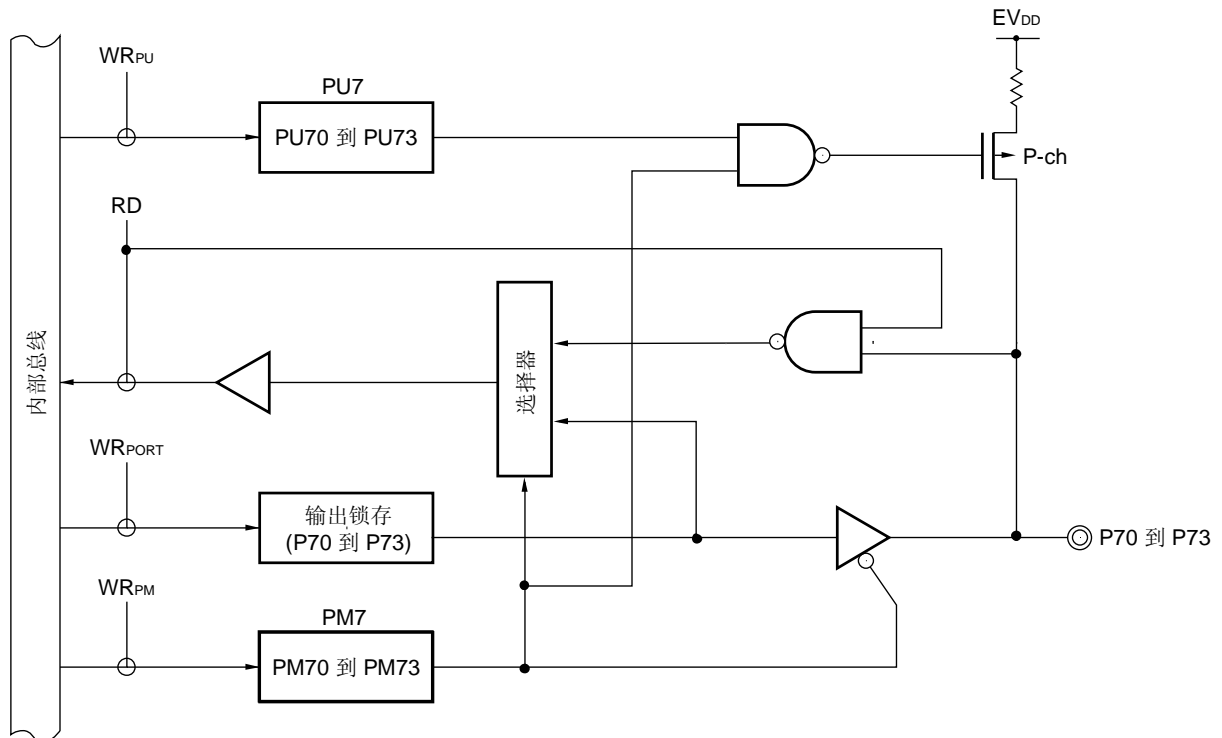 EVDD
WRPU
PU7
PU70 到 PU73
P-ch
RD
内部总线
选择器
WRPORT
输出锁存
(P70 到 P73)
P70 到 P73
WRPM
PM7
PM70 到 PM73